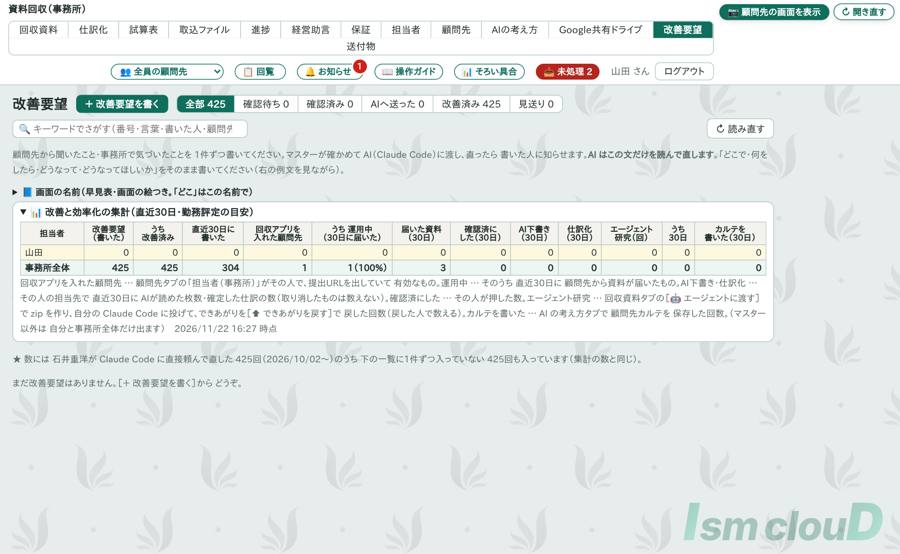 資料回収(事務所)
📷 顧問先の画面を表示
↻ 開き直す
回収資料 仕訳化 試算表 取込ファイル 進捗 経営助言 保証 担当者 顧問先 AIの考え方 Google共有ドライブ 改善要望
送付物
👥 全員の顧問先 📋 回覧 🔔 お知らせ 1 📖 操作ガイド 📊 そろい具合 📥 未処理 2 山田 さん ログアウト
改善要望 ＋ 改善要望を書く 全部 425 確認待ち 0 確認済み 0 AIへ送った 0 改善済み 425 見送り 0
🔍 キーワードでさがす(番号・言葉・書いた人・顧問
↻ 読み直す
顧問先から聞いたこと・事務所で気づいたことを 1件ずつ書いてください。マスターが確かめて AI(Claude Code)に渡し、直ったら 書いた人に知らせます。AI はこの文だけを読んで直します。「どこで・何を
したら・どうなって・どうなってほしいか」をそのまま書いてください(右の例文を見ながら)。
▶ 📘 画面の名前(早見表・画面の絵つき。「どこ」はこの名前で)
▼ 📊 改善と効率化の集計(直近30日・勤務評定の目安)
担当者 改善要望(書いた) うち改善済み 直近30日に書いた 回収アプリを入れた顧問先 うち 運用中(30日に届いた) 届いた資料(30日) 確認済にした(30日) AI下書き(30日) 仕訳化(30日) エージェント研究(回) うち30日 カルテを書いた(30日)
山田 0 0 0 0 0 0 0 0 0 0 0 0
事務所全体 425 425 304 1 1(100%) 3 0 0 0 0 0 0
回収アプリを入れた顧問先 … 顧問先タブの「担当者(事務所)」がその人で、提出URLを出していて 有効なもの。運用中 … そのうち 直近30日に 顧問先から資料が届いたもの。AI下書き・仕訳化 …
その人の担当先で 直近30日に AIが読めた枚数・確定した仕訳の数(取り消したものは数えない)。確認済にした … その人が押した数。エージェント研究 … 回収資料タブの[🤖 エージェントに渡す]
で zip を作り、自分の Claude Code に投げて、できあがりを[⬆ できあがりを戻す]で 戻した回数(戻した人で数える)。カルテを書いた … AI の考え方タブで 顧問先カルテを 保存した回数。(マスター
以外は 自分と事務所全体だけ出ます) 2026/11/22 16:27 時点
★ 数には 石井重洋が Claude Code に直接頼んで直した 425回(2026/10/02〜)のうち 下の一覧に1件ずつ入っていない 425回も入っています(集計の数と同じ)。
まだ改善要望はありません。[＋ 改善要望を書く]から どうぞ。
Ism clouD